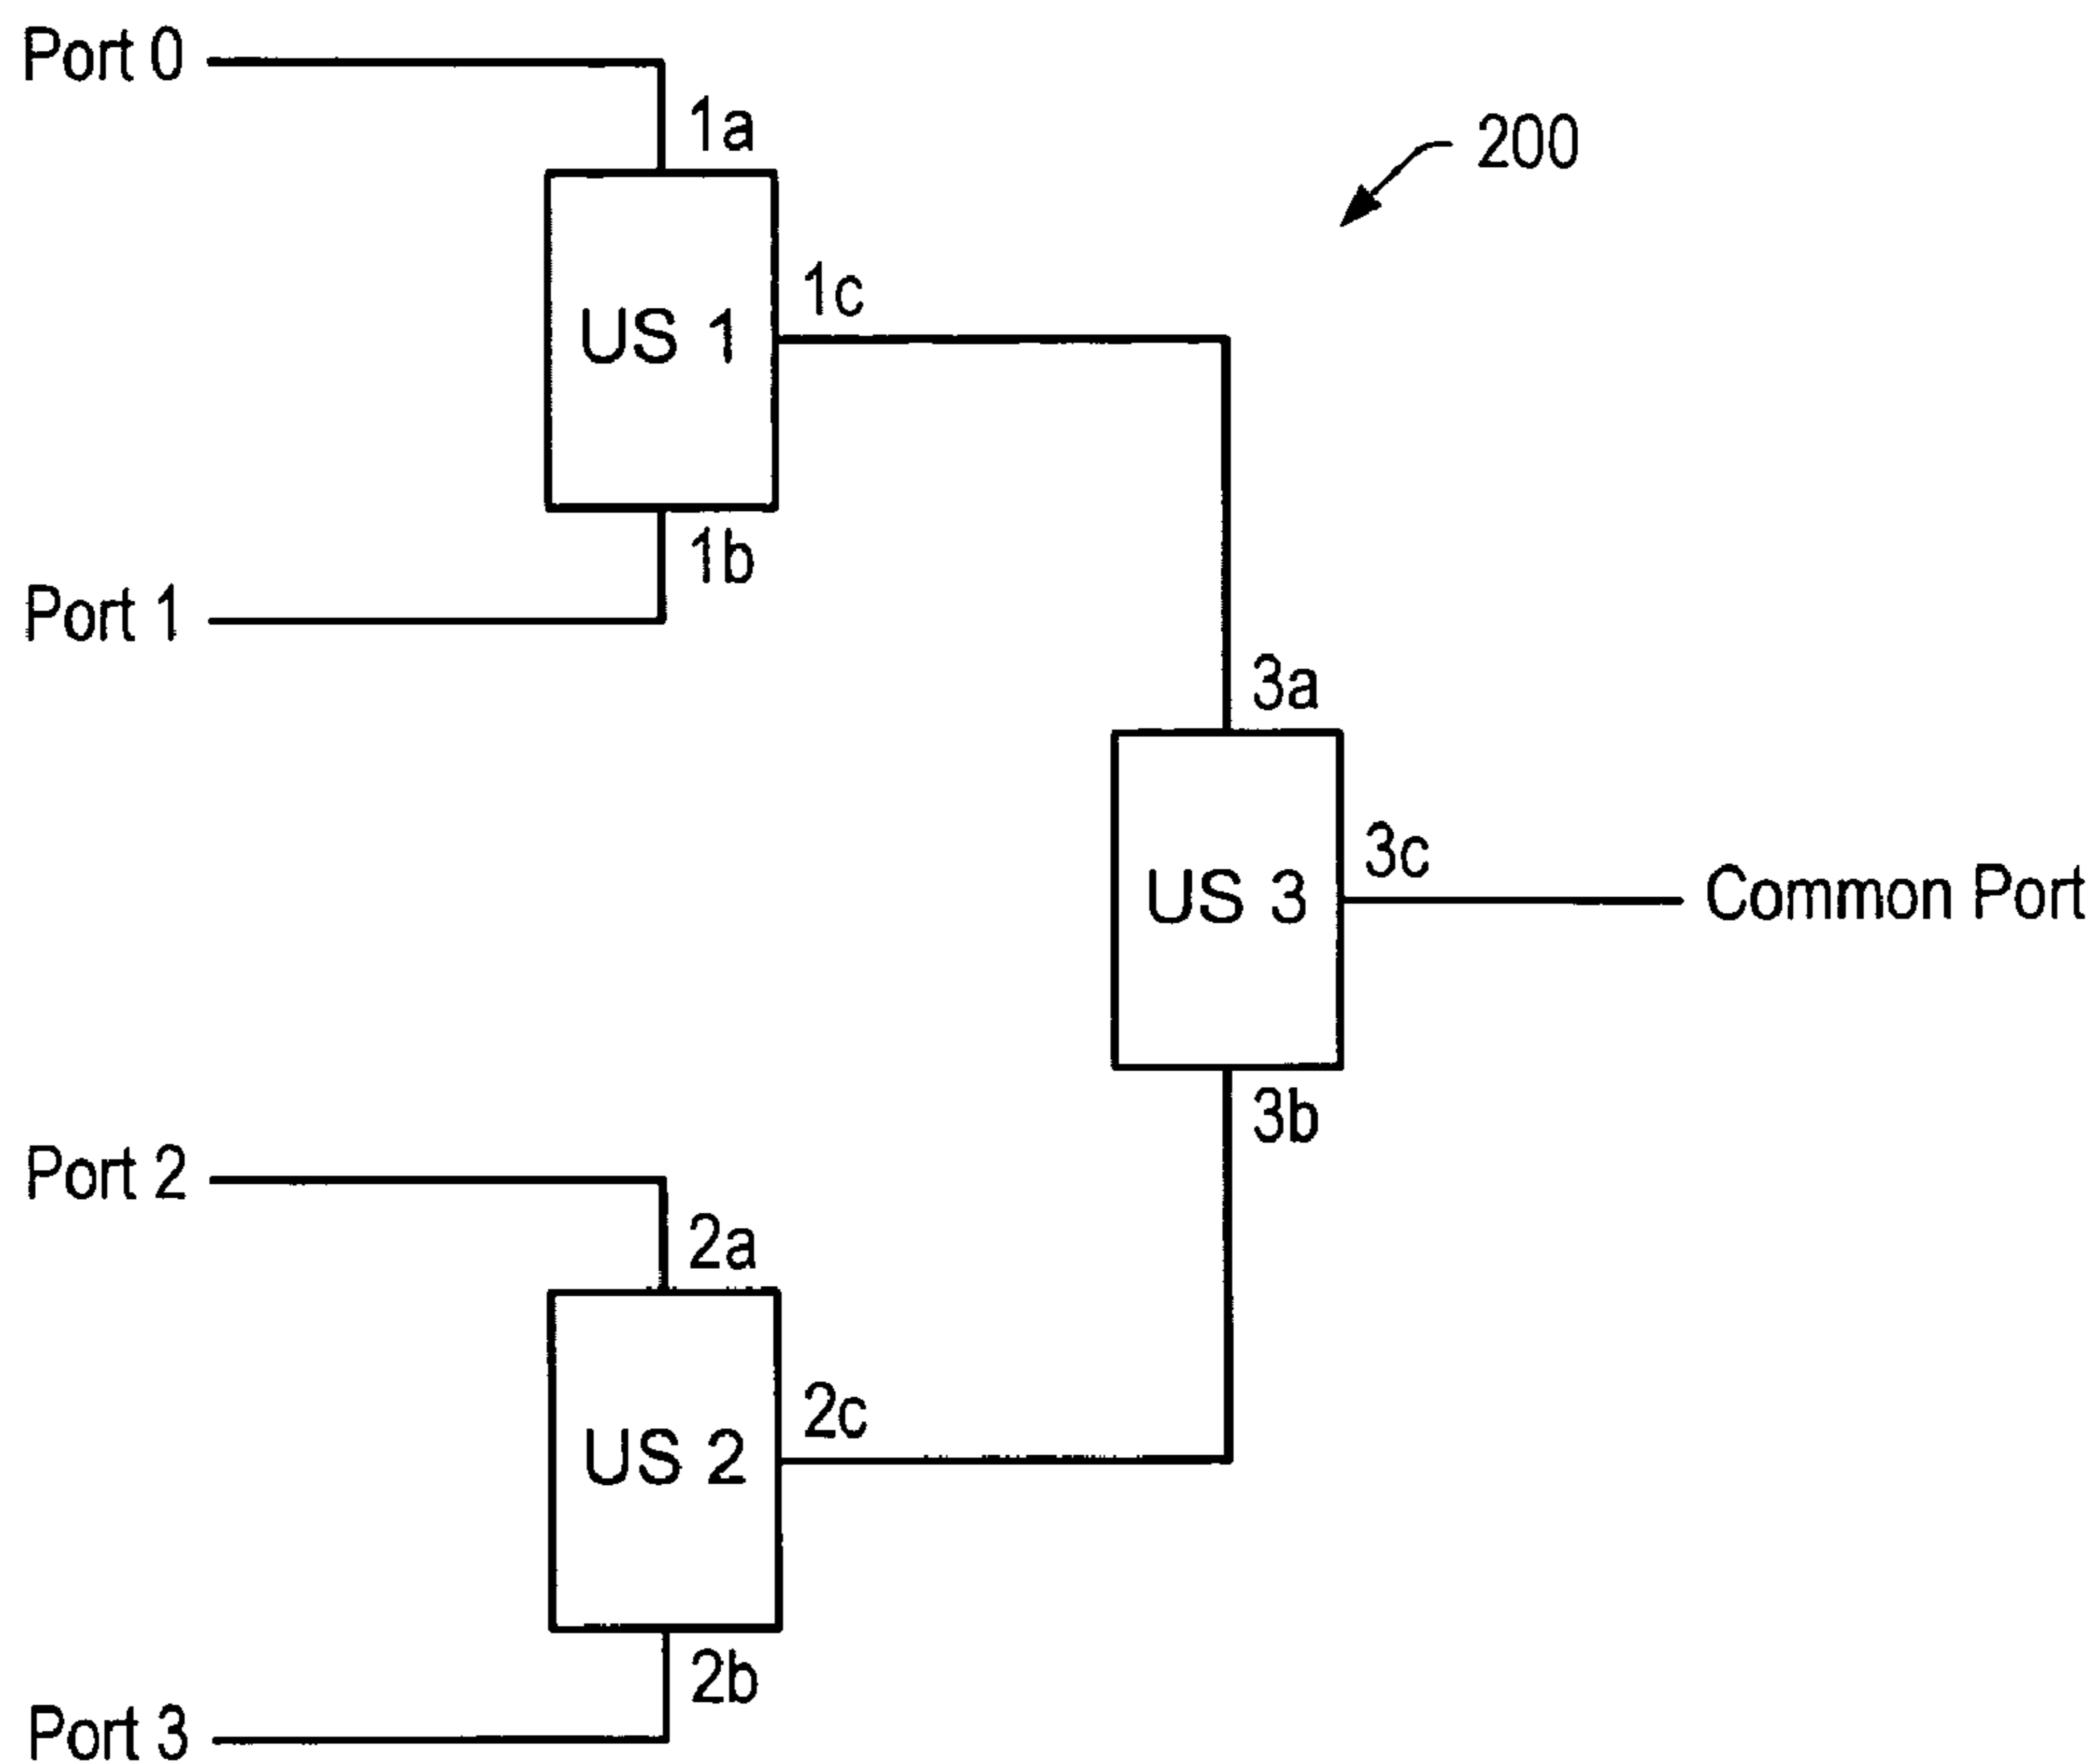 Port 0
1a
200
US 1
1c
1b
Port 1
3a
US 3
3c
Common Port
3b
Port 2
2a
US 2
2c
2b
Port 3